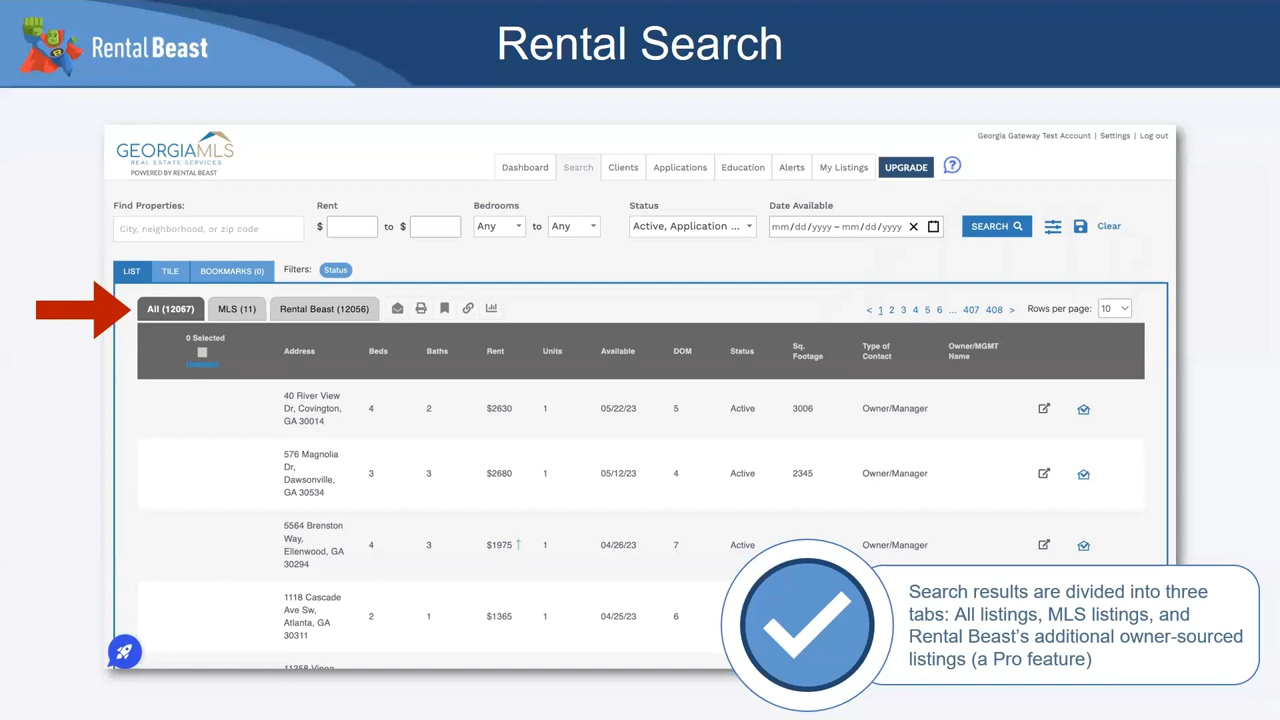 Rental Beast
Rental Search
GEORGIA MLS
REAL ESTATE SERVICES
POWERED BY RENTAL BEAST
Georgia Gateway Test Account | Settings | Log out
Dashboard Search Clients Applications Education Alerts My Listings UPGRADE ?
Find Properties: Rent Bedrooms Status Date Available
City, neighborhood, or zip code $ to $ Any to Any Active, Application ... mm/dd/yyyy – mm/dd/yyyy SEARCH Clear
LIST TILE BOOKMARKS (0) Filters: Status
All (12067) MLS (11) Rental Beast (12056) < 1 2 3 4 5 6 ... 407 408 > Rows per page: 10
0 Selected
Address Beds Baths Rent Units Available DOM Status Sq. Footage Type of Contact Owner/MGMT Name
40 River View
Dr, Covington, 4 2 $2630 1 05/22/23 5 Active 3006 Owner/Manager
GA 30014
576 Magnolia
Dr, 3 3 $2680 1 05/12/23 4 Active 2345 Owner/Manager
Dawsonville,
GA 30534
5564 Brenston
Way, 4 3 $1975 ↑ 1 04/26/23 7 Active Owner/Manager
Ellenwood, GA
30294
1118 Cascade
Ave Sw, 2 1 $1365 1 04/25/23 6
Atlanta, GA
30311
Search results are divided into three
tabs: All listings, MLS listings, and
Rental Beast's additional owner-sourced
listings (a Pro feature)